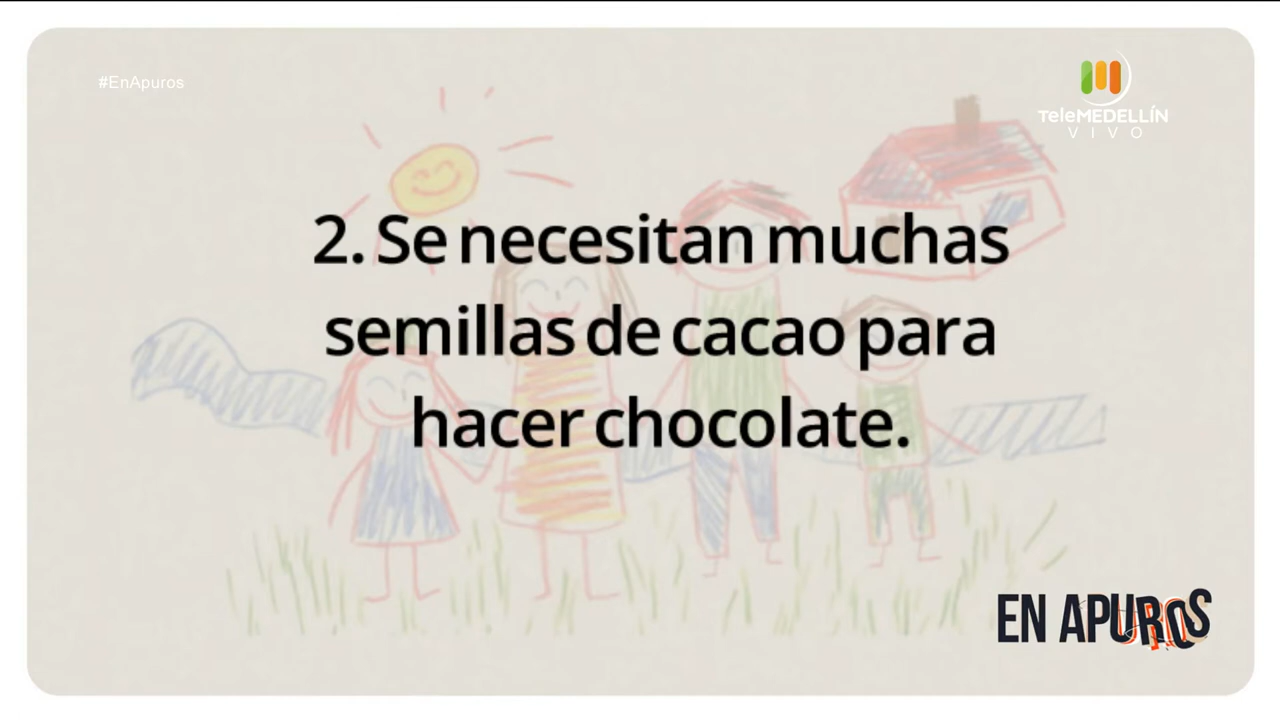 #EnApuros
TeleMEDELLÍN
VIVO
2. Se necesitan muchas
semillas de cacao para
hacer chocolate.
EN APUROS